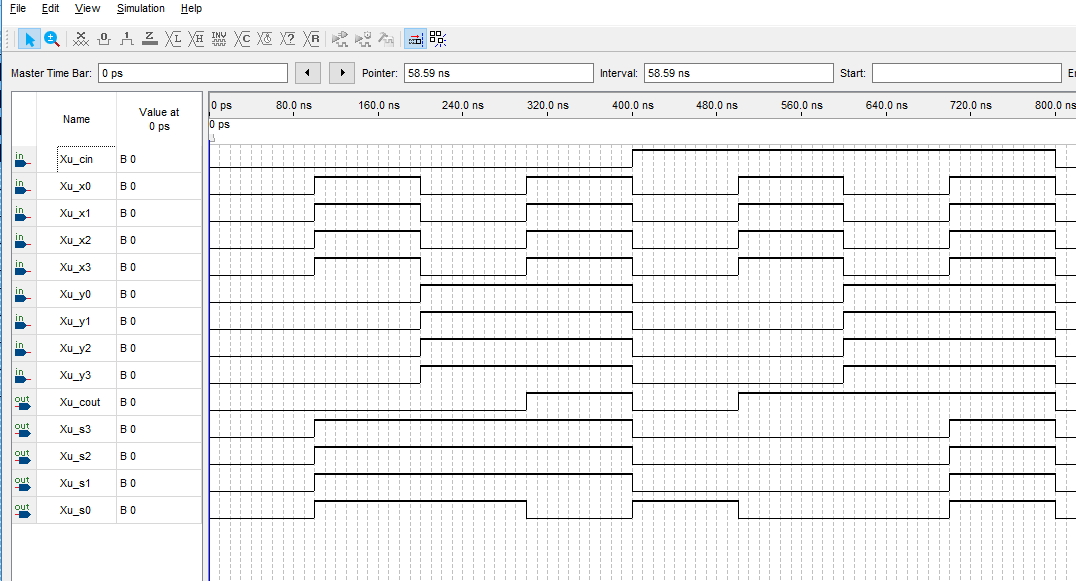 File Edit View Simulation Help
Master Time Bar: 0 ps Pointer: 58.59 ns Interval: 58.59 ns Start:
Name Value at
0 ps
0 ps 80.0 ns 160.0 ns 240.0 ns 320.0 ns 400.0 ns 480.0 ns 560.0 ns 640.0 ns 720.0 ns 800.0 ns
0 ps
in Xu_cin B 0
in Xu_x0 B 0
in Xu_x1 B 0
in Xu_x2 B 0
in Xu_x3 B 0
in Xu_y0 B 0
in Xu_y1 B 0
in Xu_y2 B 0
in Xu_y3 B 0
out Xu_cout B 0
out Xu_s3 B 0
out Xu_s2 B 0
out Xu_s1 B 0
out Xu_s0 B 0